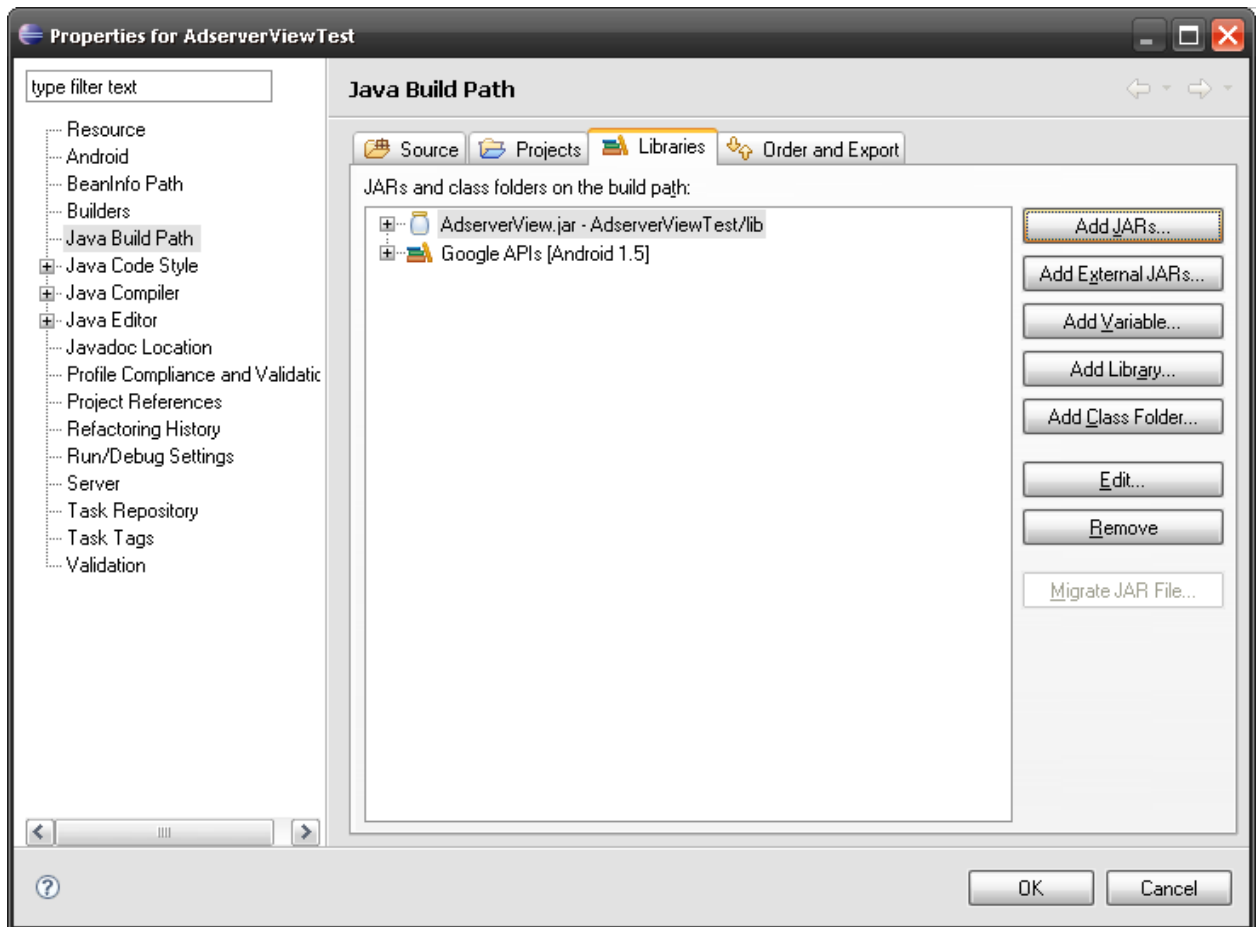 Properties for AdserverViewTest
type filter text
Resource
Android
BeanInfo Path
Builders
Java Build Path
Java Code Style
Java Compiler
Java Editor
Javadoc Location
Profile Compliance and Validatic
Project References
Refactoring History
Run/Debug Settings
Server
Task Repository
Task Tags
Validation
Java Build Path
Source Projects Libraries Order and Export
JARs and class folders on the build path:
AdserverView.jar - AdserverViewTest/lib
Google APIs [Android 1.5]
Add JARs...
Add External JARs...
Add Variable...
Add Library...
Add Class Folder...
Edit...
Remove
Migrate JAR File...
OK Cancel